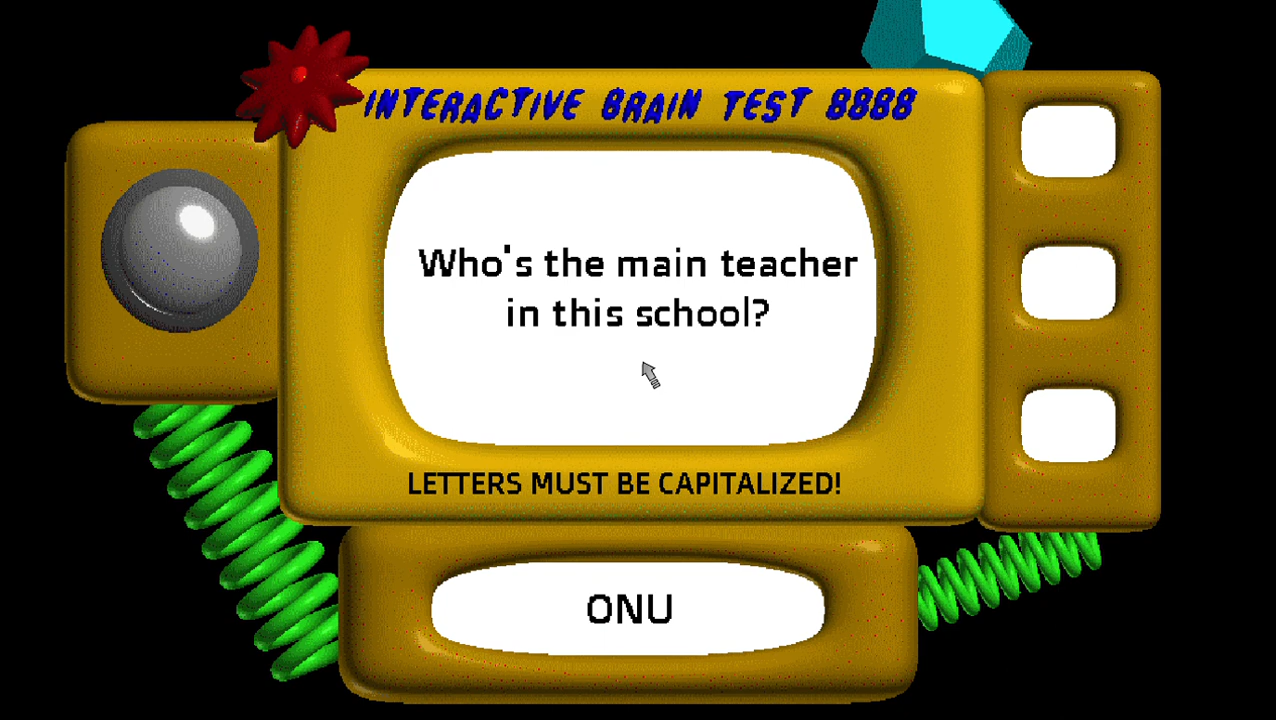 INTERACTIVE BRAIN TEST 8888
Who's the main teacher
in this school?
LETTERS MUST BE CAPITALIZED!
ONU